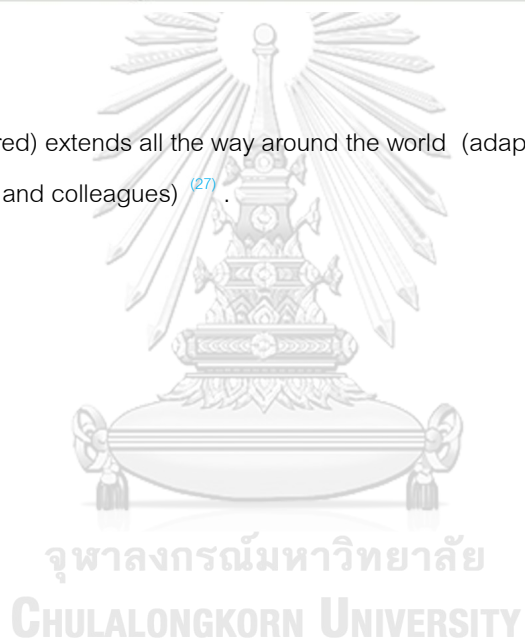 red) extends all the way around the world (adap
and colleagues) (27) .
จุฬาลงกรณ์มหาวิทยาลัย
CHULALONGKORN UNIVERSITY